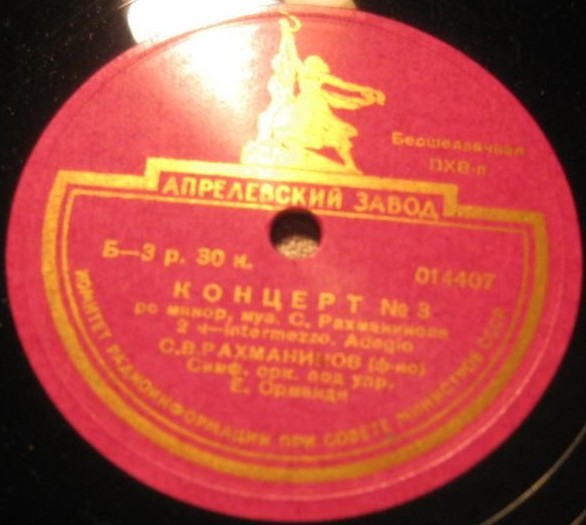 Бесшеллачная
ПХВ-п
АПРЕЛЕВСКИЙ ЗАВОД
Б—3 р. 30 к.
014407
КОНЦЕРТ № 3
ре минор, муз. С. Рахманинова
2 ч—Intermezzo. Adagio
С.В.РАХМАНИНОВ (ф-но)
Симф. орк. под упр.
Е. Орманди
КОМИТЕТ РАДИОИНФОРМАЦИИ ПРИ СОВЕТЕ МИНИСТРОВ СССР